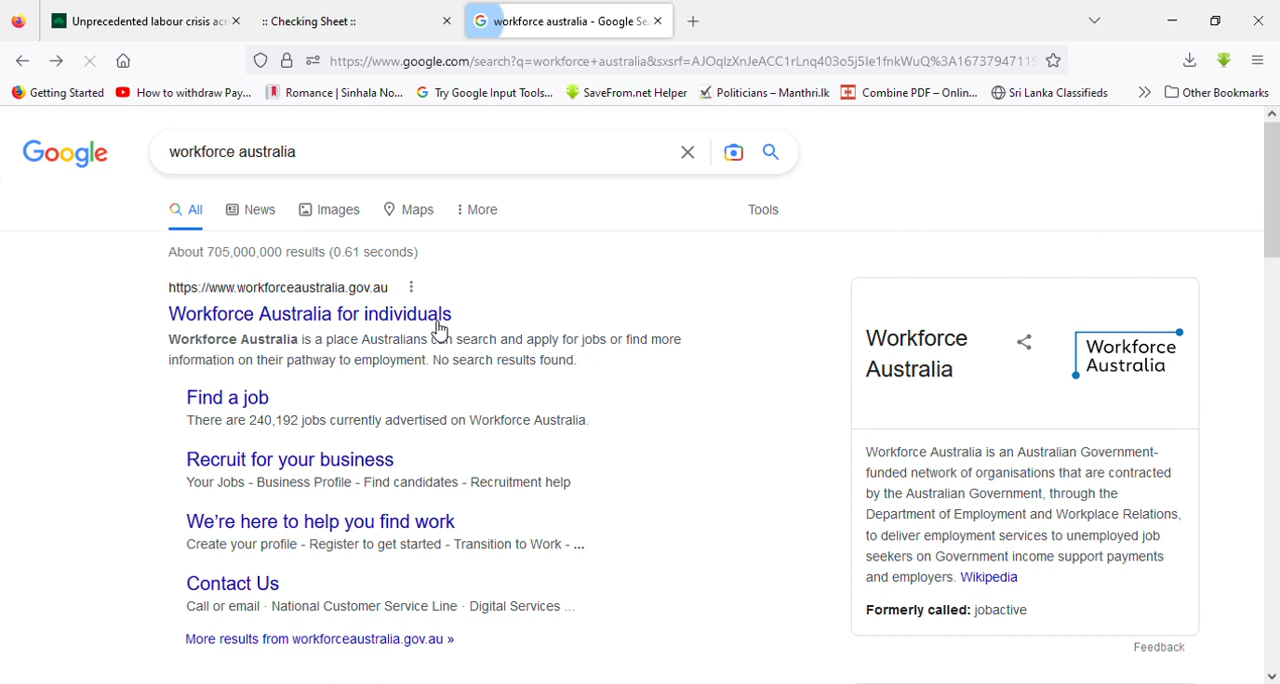 Unprecedented labour crisis acr
:: Checking Sheet ::
workforce australia - Google Se
https://www.google.com/search?q=workforce+australia&sxsrf=AJOqlzXnJeACC1rLnq403o5j5Ie1fnkWuQ%3A16737947119
Getting Started
How to withdraw Pay...
Romance | Sinhala No...
Try Google Input Tools...
SaveFrom.net Helper
Politicians – Manthri.lk
Combine PDF – Onlin...
Sri Lanka Classifieds
Other Bookmarks
Google
workforce australia
All
News
Images
Maps
More
Tools
About 705,000,000 results (0.61 seconds)
https://www.workforceaustralia.gov.au
Workforce Australia for individuals
Workforce Australia is a place Australians can search and apply for jobs or find more
information on their pathway to employment. No search results found.
Find a job
There are 240,192 jobs currently advertised on Workforce Australia.
Recruit for your business
Your Jobs - Business Profile - Find candidates - Recruitment help
We're here to help you find work
Create your profile - Register to get started - Transition to Work - ...
Contact Us
Call or email · National Customer Service Line · Digital Services ...
More results from workforceaustralia.gov.au »
Workforce
Australia
Workforce
Australia
Workforce Australia is an Australian Government-
funded network of organisations that are contracted
by the Australian Government, through the
Department of Employment and Workplace Relations,
to deliver employment services to unemployed job
seekers on Government income support payments
and employers. Wikipedia
Formerly called: jobactive
Feedback